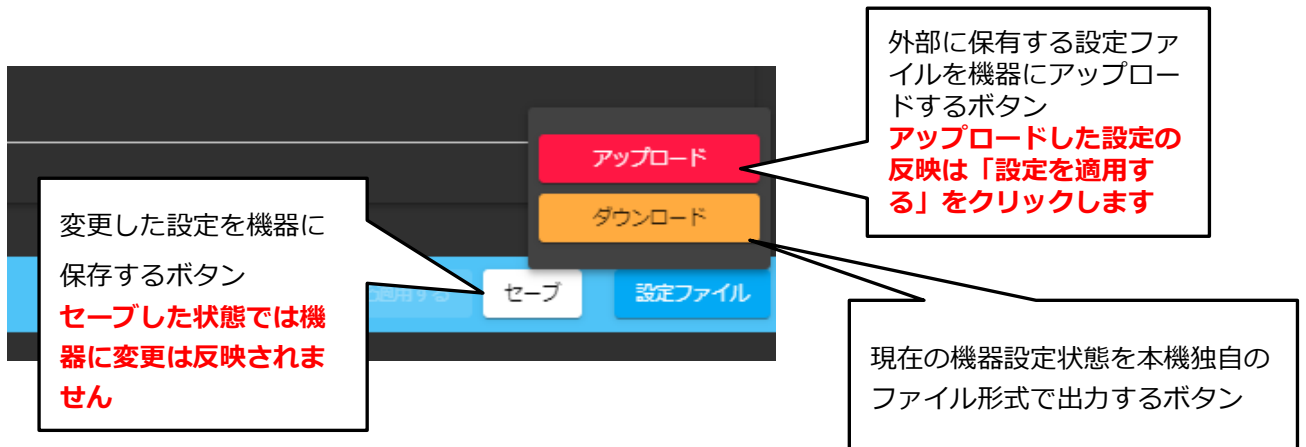 外部に保有する設定ファ
イルを機器にアップロー
ドするボタン
アップロードした設定の
反映は「設定を適用す
る」をクリックします
アップロード
ダウンロード
変更した設定を機器に
保存するボタン
セーブした状態では機
器に変更は反映されま
せん
適用する
セーブ
設定ファイル
現在の機器設定状態を本機独自の
ファイル形式で出力するボタン